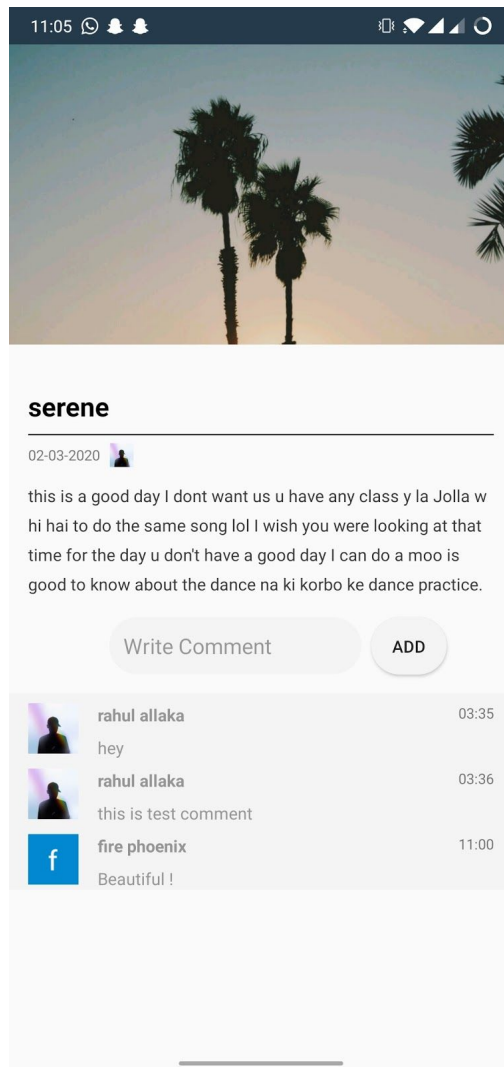 11:05
serene
02-03-2020
this is a good day I dont want us u have any class y la Jolla w
hi hai to do the same song lol I wish you were looking at that
time for the day u don't have a good day I can do a moo is
good to know about the dance na ki korbo ke dance practice.
Write Comment ADD
rahul allaka 03:35
hey
rahul allaka 03:36
this is test comment
f fire phoenix 11:00
Beautiful !